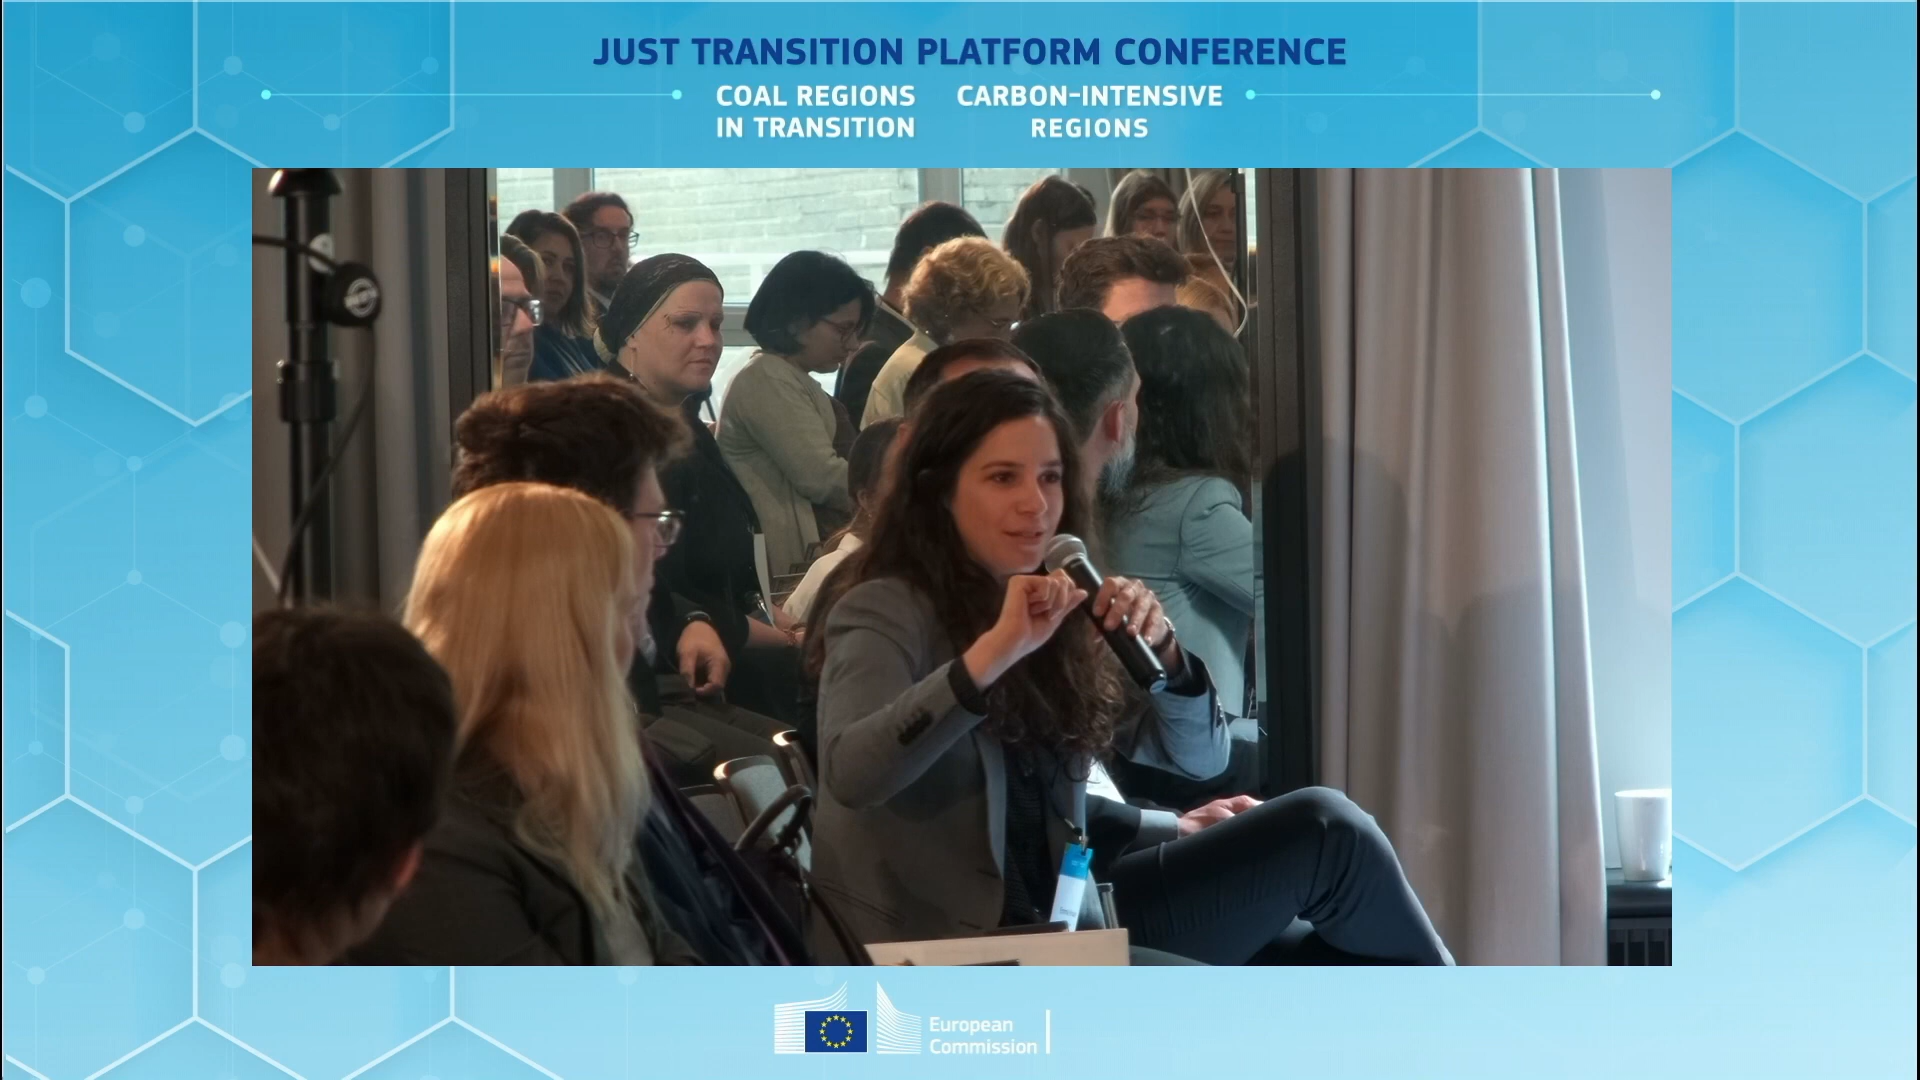 JUST TRANSITION PLATFORM CONFERENCE
COAL REGIONS
IN TRANSITION
CARBON-INTENSIVE
REGIONS
European
Commission